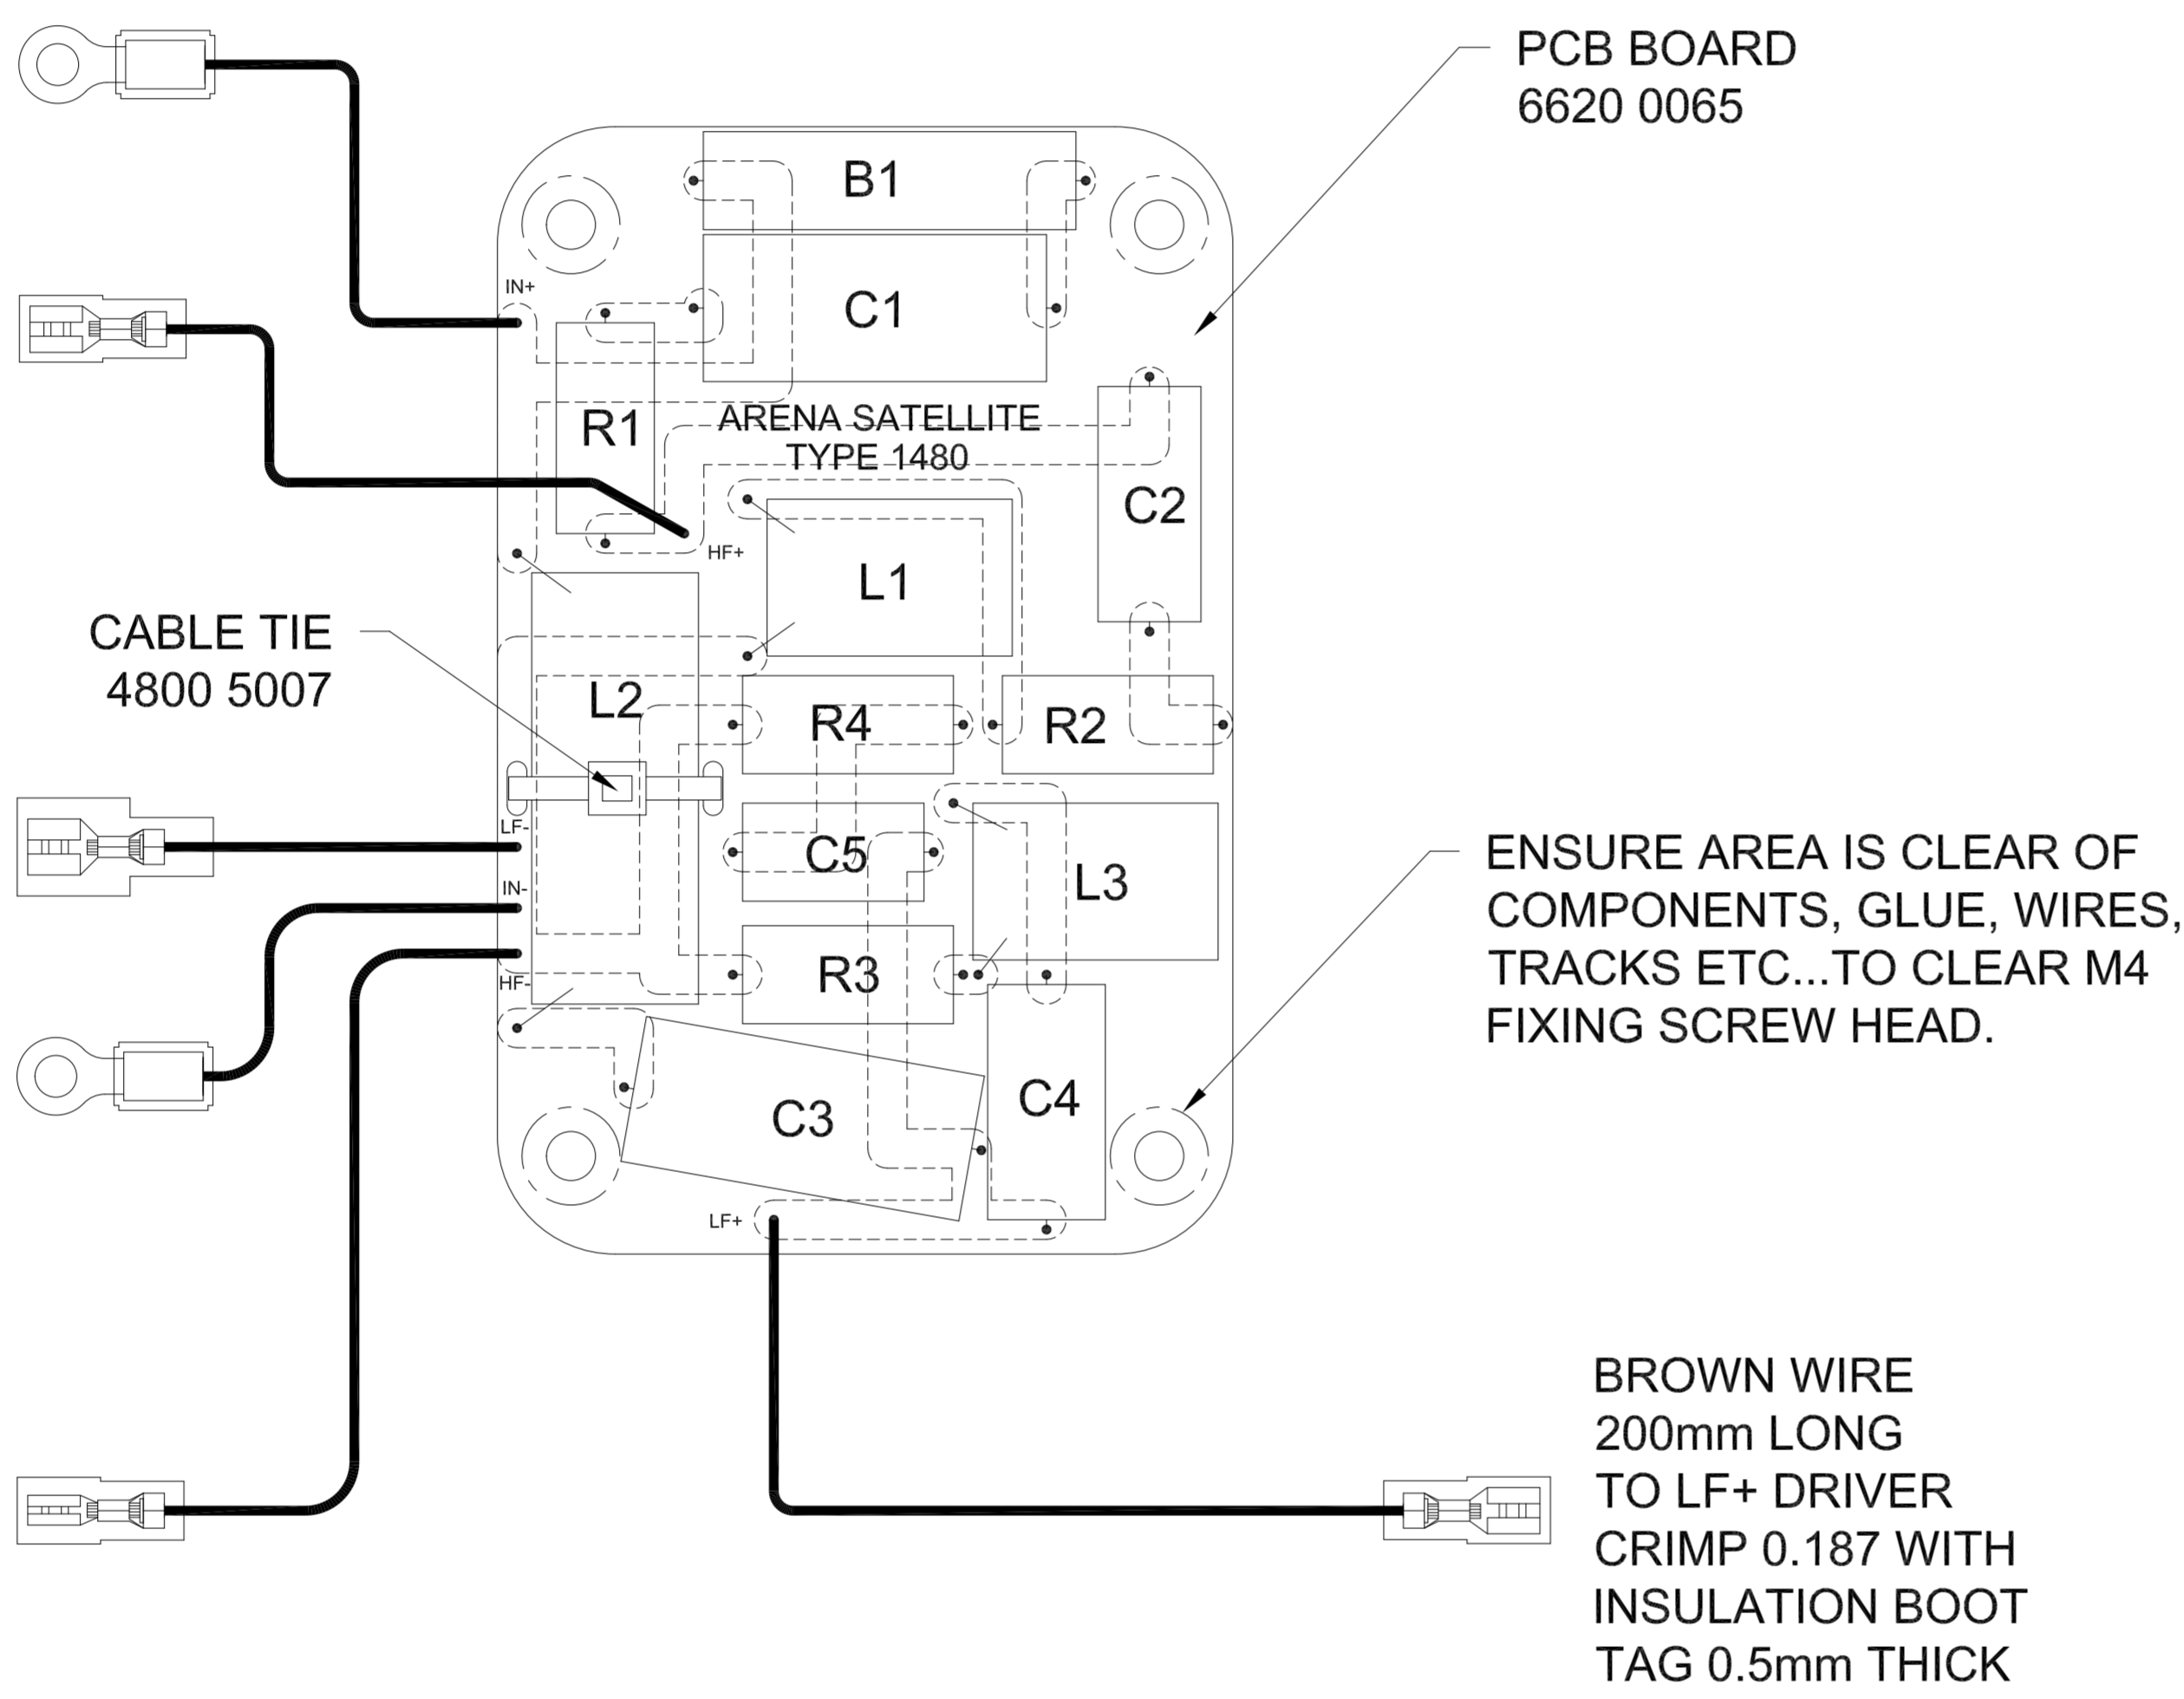 PCB BOARD
6620 0065
B1
IN+
C1
R1
ARENA SATELLITE
TYPE 1480
C2
HF+
L1
CABLE TIE
4800 5007
L2
R4
R2
LF-
C5
L3
IN-
R3
HF-
ENSURE AREA IS CLEAR OF
COMPONENTS, GLUE, WIRES,
TRACKS ETC...TO CLEAR M4
FIXING SCREW HEAD.
C3
C4
LF+
BROWN WIRE
200mm LONG
TO LF+ DRIVER
CRIMP 0.187 WITH
INSULATION BOOT
TAG 0.5mm THICK